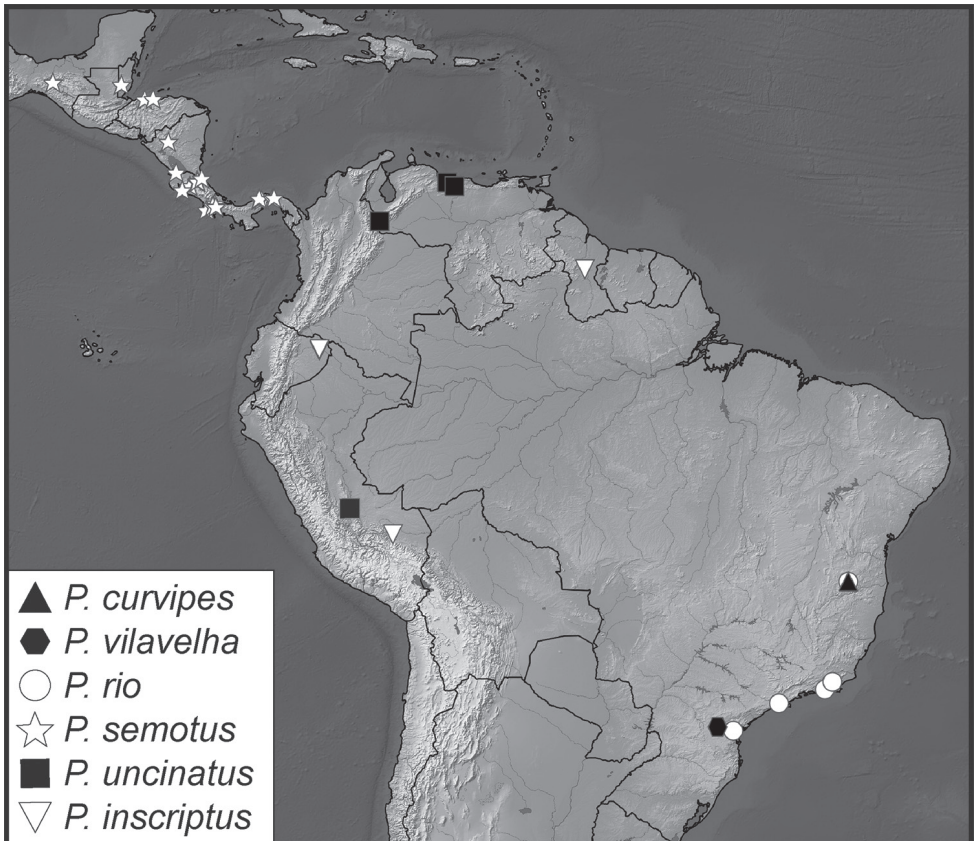 P. curvipes
P. vilavelha
P. rio
P. semotus
P. uncinatus
P. inscriptus